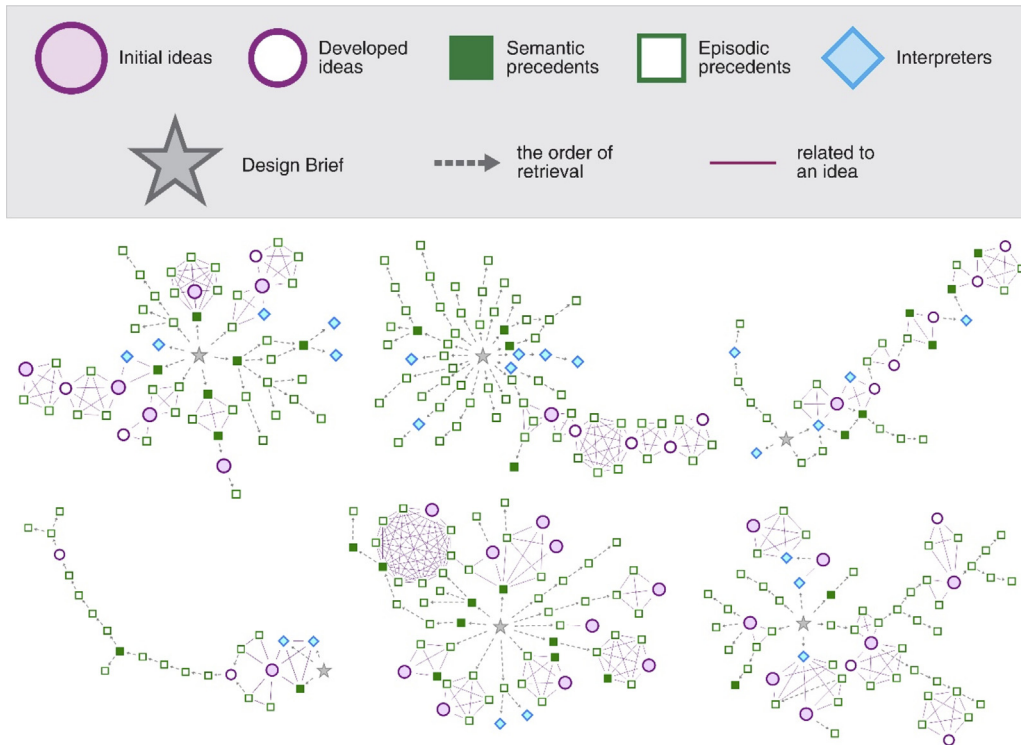 Initial ideas
Developed
ideas
Semantic
precedents
Episodic
precedents
Interpreters
Design Brief
the order of
retrieval
related to
an idea